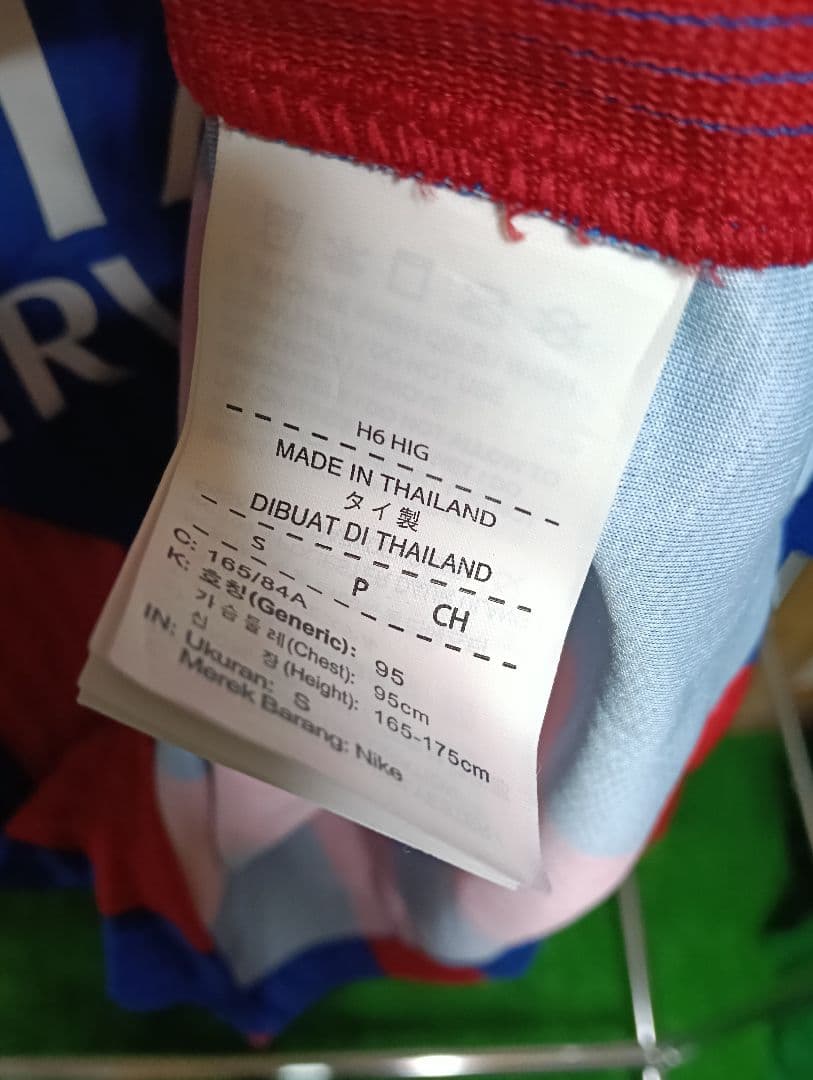 H6 HIG
MADE IN THAILAND
タイ製
DIBUAT DI THAILAND
S P CH
C: 165/84A
K: 호칭(Generic): 95
가슴둘레(Chest): 95cm
신 장(Height): 165-175cm
IN: Ukuran: S
Merek Barang: Nike